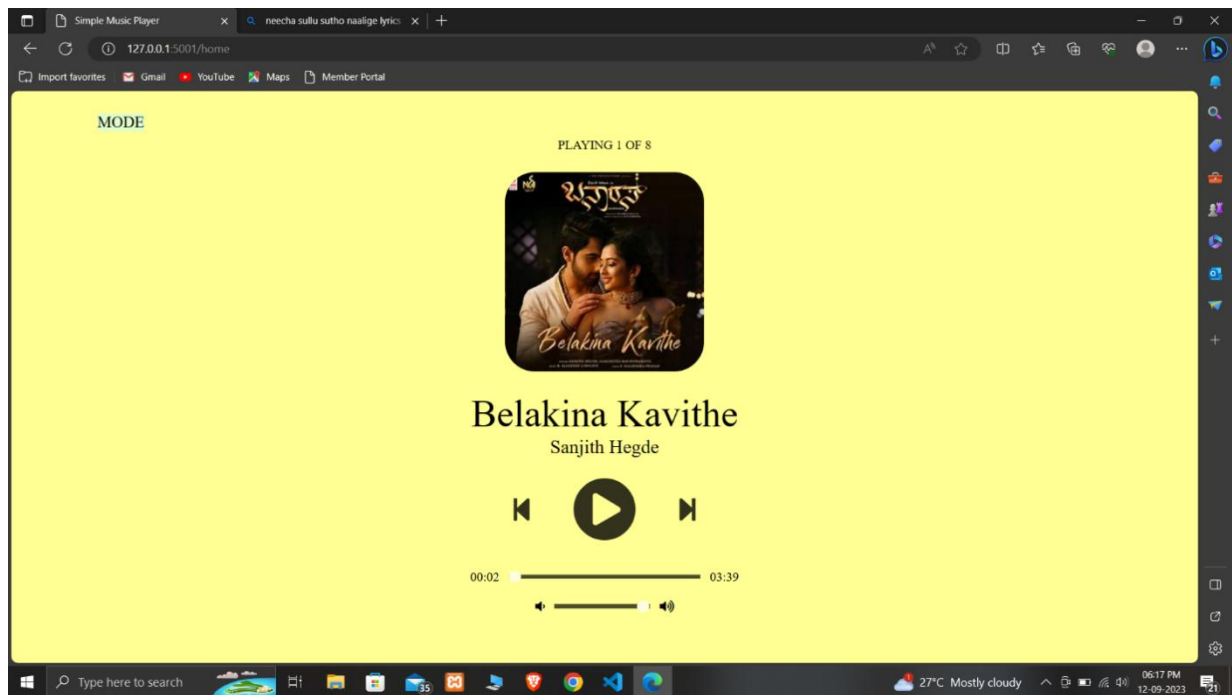 Simple Music Player
neecha sullu sutho naalige lyrics
127.0.0.1:5001/home
Import favorites Gmail YouTube Maps Member Portal
MODE
PLAYING 1 OF 8
ಬನಾರಸ್
Belakina Kavithe
Belakina Kavithe
Sanjith Hegde
00:02 03:39
Type here to search
35
27°C Mostly cloudy
06:17 PM
12-09-2023
21